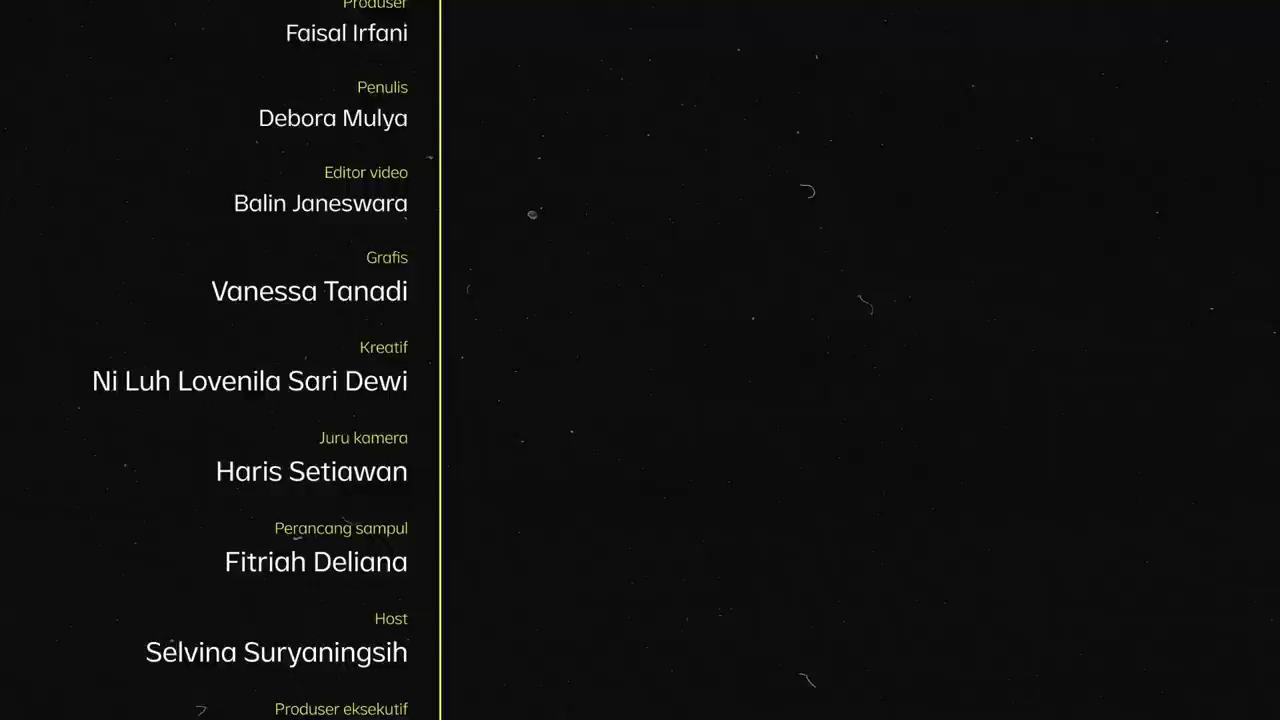 Produser
Faisal Irfani
Penulis
Debora Mulya
Editor video
Balin Janeswara
Grafis
Vanessa Tanadi
Kreatif
Ni Luh Lovenila Sari Dewi
Juru kamera
Haris Setiawan
Perancang sampul
Fitriah Deliana
Host
Selvina Suryaningsih
Produser eksekutif